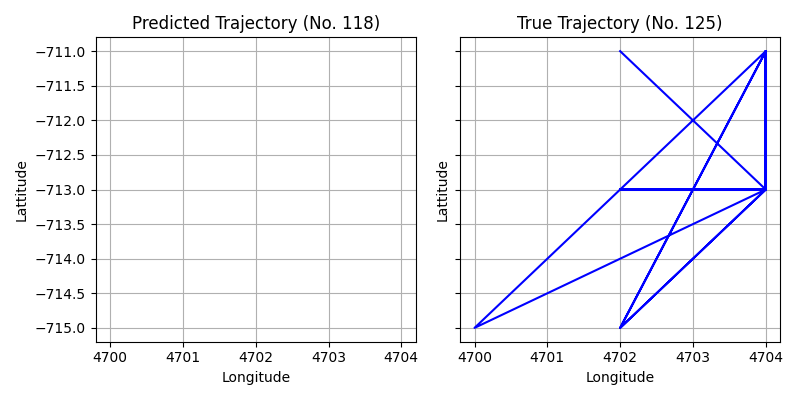 Predicted Trajectory (No. 118)
True Trajectory (No. 125)
−711.0
−711.5
−712.0
−712.5
−713.0
−713.5
−714.0
−714.5
−715.0
Lattitude
4700 4701 4702 4703 4704
Longitude
Lattitude
4700 4701 4702 4703 4704
Longitude